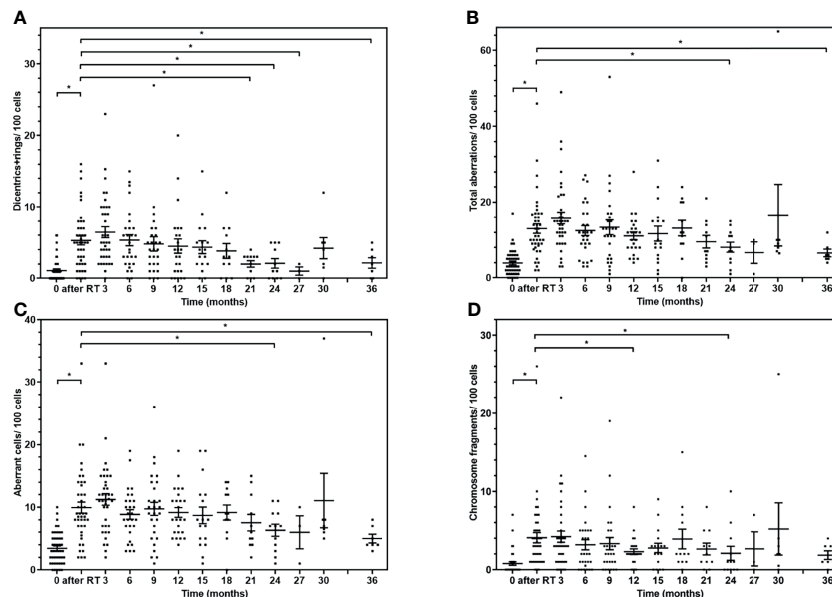 A
Dicentrics+rings/ 100 cells
30
20
10
0
* * * * *
0 after RT 3 6 9 12 15 18 21 24 27 30 36
Time (months)
B
Total aberrations/ 100 cells
60
40
20
0
* * *
0 after RT 3 6 9 12 15 18 21 24 27 30 36
Time (months)
C
Aberrant cells/ 100 cells
40
30
20
10
0
* * *
0 after RT 3 6 9 12 15 18 21 24 27 30 36
Time (months)
D
Chromosome fragments/ 100 cells
30
20
10
0
* * *
0 after RT 3 6 9 12 15 18 21 24 27 30 36
Time (months)